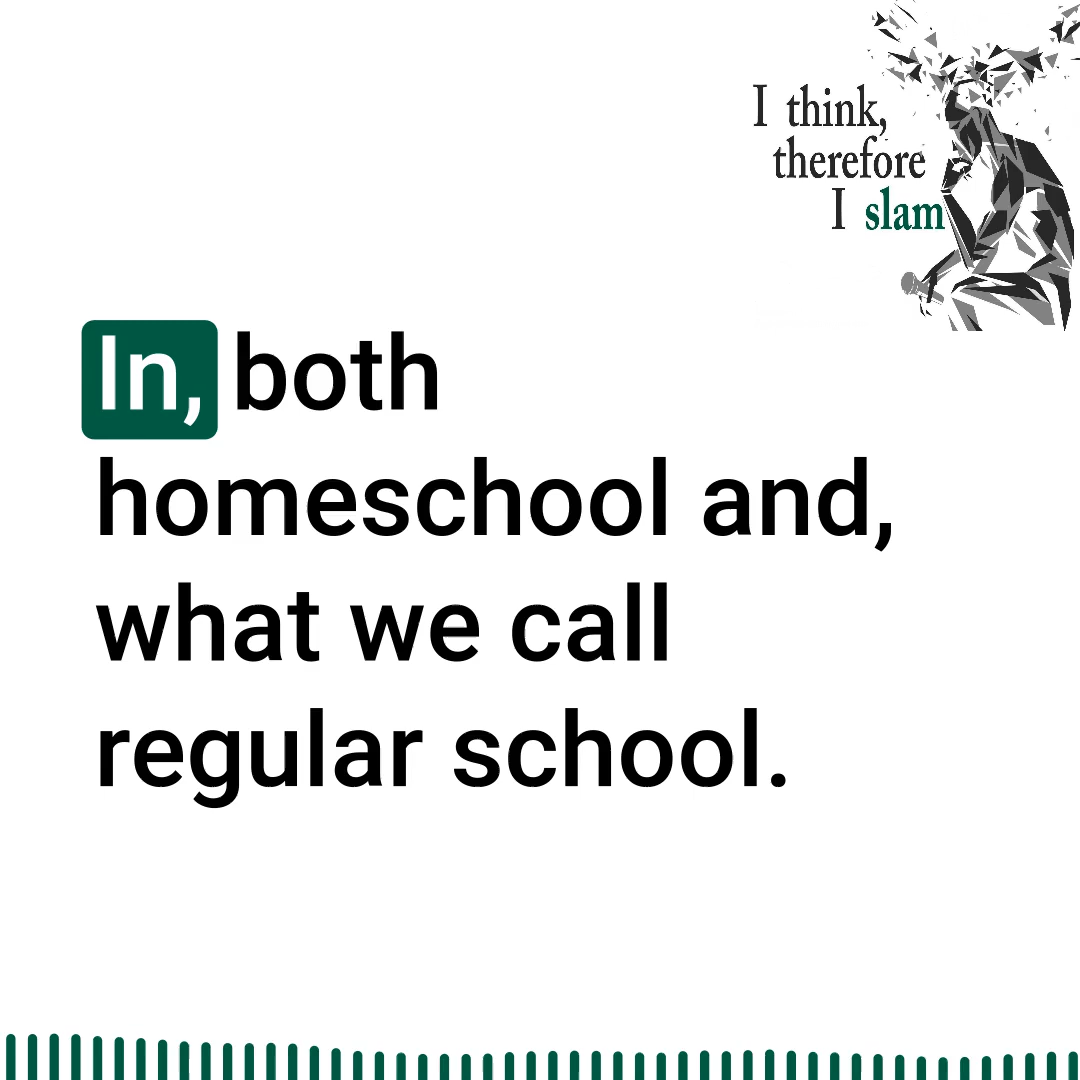 I think,
therefore
I slam
In, both
homeschool and,
what we call
regular school.